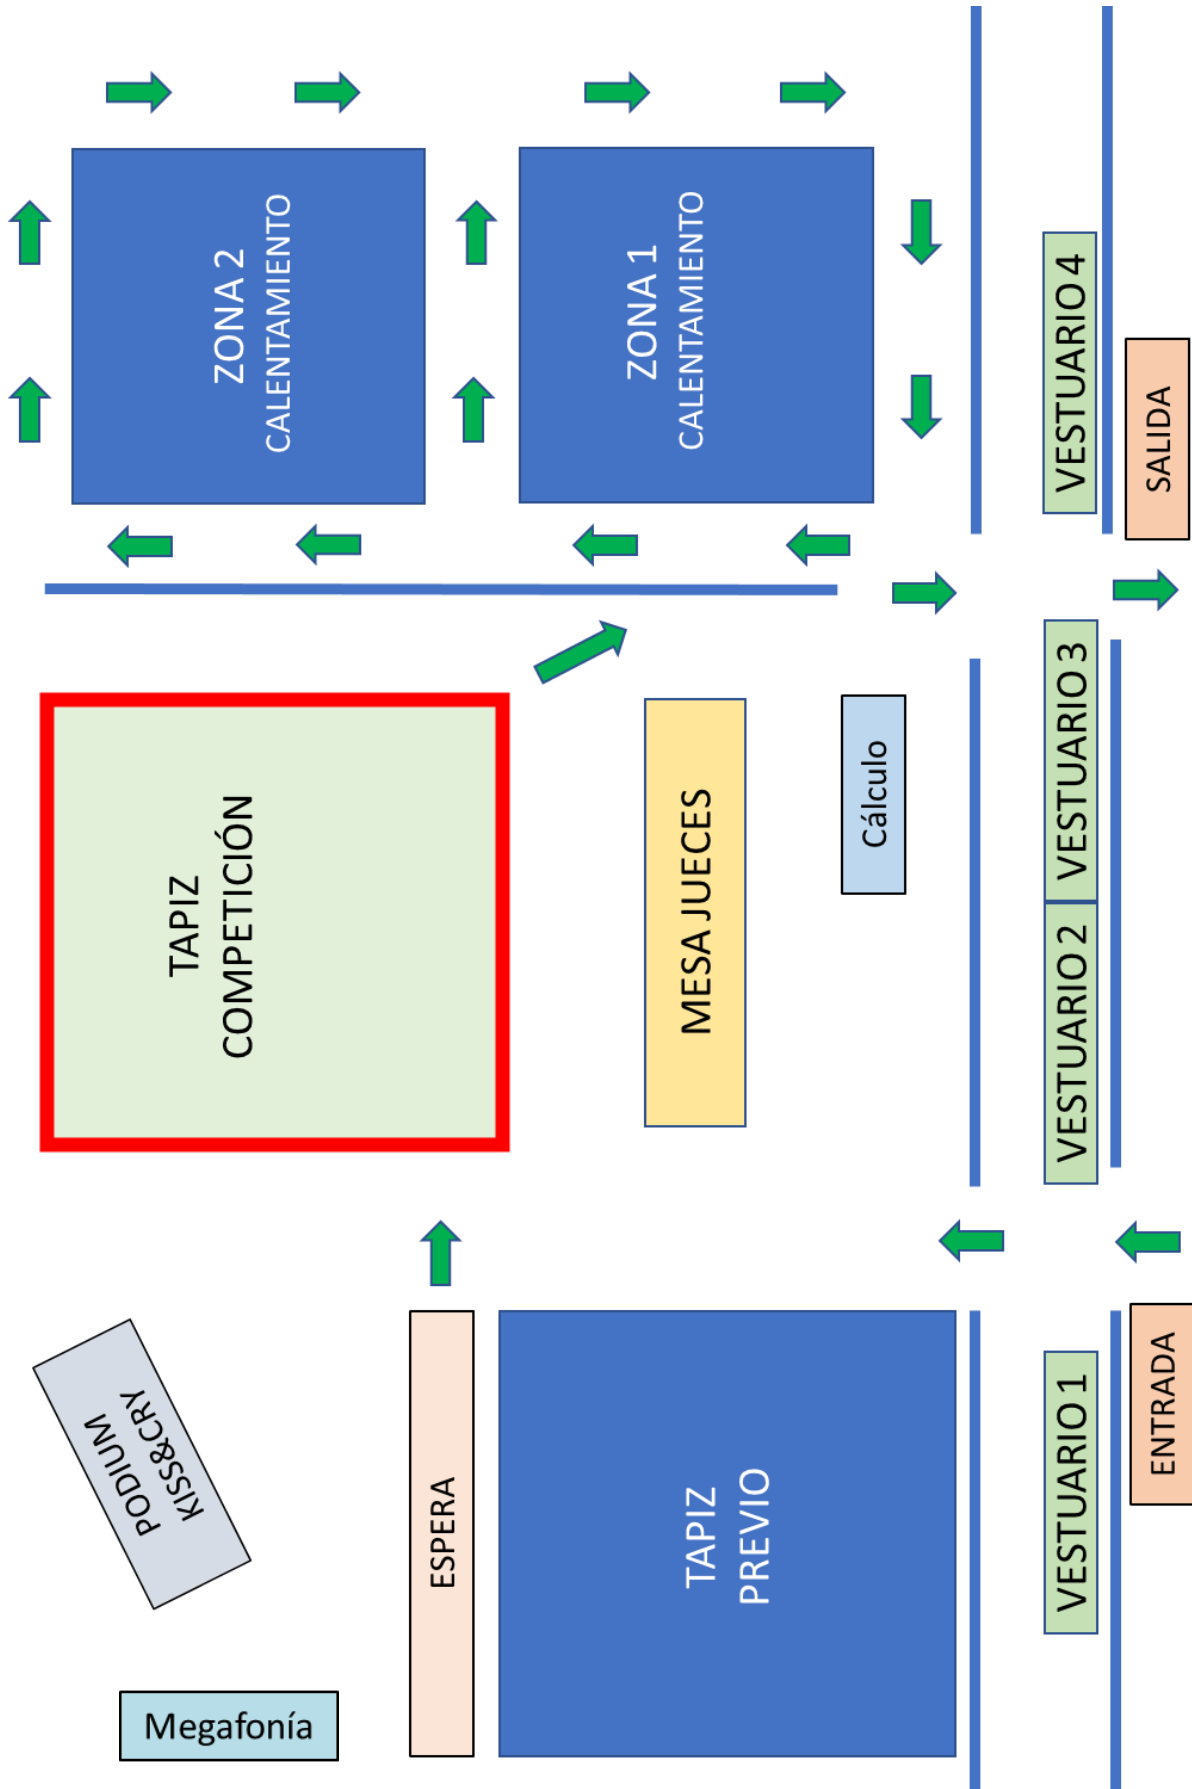 ZONA 2
CALENTAMIENTO
ZONA 1
CALENTAMIENTO
VESTUARIO 4
SALIDA
TAPIZ
COMPETICIÓN
MESA JUECES
Cálculo
VESTUARIO 3
VESTUARIO 2
PODIUM
KISS&CRY
ESPERA
TAPIZ
PREVIO
VESTUARIO 1
ENTRADA
Megafonía